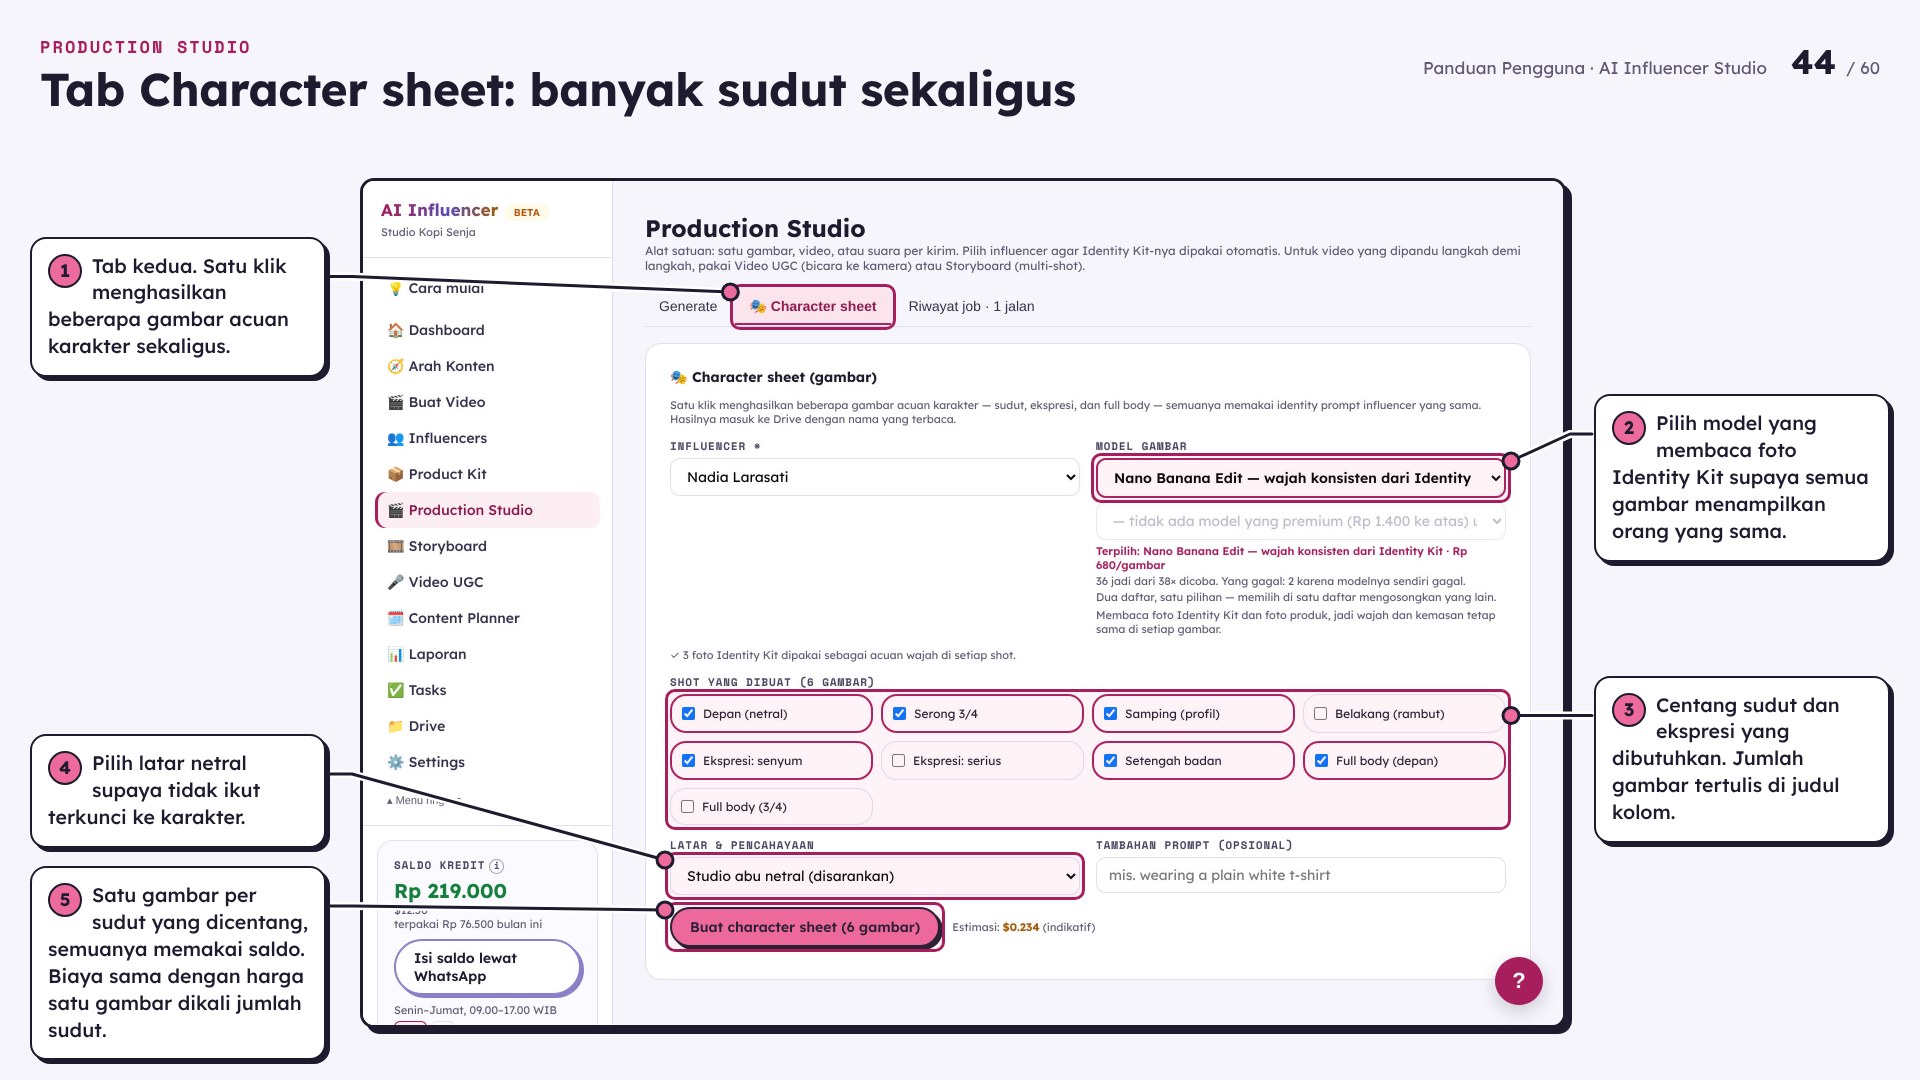 PRODUCTION STUDIO
Tab Character sheet: banyak sudut sekaligus
Panduan Pengguna · AI Influencer Studio 44 / 60
1 Tab kedua. Satu klik
menghasilkan
beberapa gambar acuan
karakter sekaligus.
4 Pilih latar netral
supaya tidak ikut
terkunci ke karakter.
5 Satu gambar per
sudut yang dicentang,
semuanya memakai saldo.
Biaya sama dengan harga
satu gambar dikali jumlah
sudut.
AI Influencer BETA
Studio Kopi Senja
💡 Cara mulai
🏠 Dashboard
🧭 Arah Konten
🎬 Buat Video
👥 Influencers
📦 Product Kit
🎬 Production Studio
🎞️ Storyboard
🎤 Video UGC
🗓️ Content Planner
📊 Laporan
✅ Tasks
📁 Drive
⚙️ Settings
▴ Menu
SALDO KREDIT i
Rp 219.000
terpakai Rp 76.500 bulan ini
Isi saldo lewat
WhatsApp
Senin–Jumat, 09.00–17.00 WIB
Production Studio
Alat satuan: satu gambar, video, atau suara per kirim. Pilih influencer agar Identity Kit-nya dipakai otomatis. Untuk video yang dipandu langkah demi
langkah, pakai Video UGC (bicara ke kamera) atau Storyboard (multi-shot).
Generate 🎭 Character sheet Riwayat job · 1 jalan
🎭 Character sheet (gambar)
Satu klik menghasilkan beberapa gambar acuan karakter — sudut, ekspresi, dan full body — semuanya memakai identity prompt influencer yang sama.
Hasilnya masuk ke Drive dengan nama yang terbaca.
INFLUENCER *
Nadia Larasati
MODEL GAMBAR
Nano Banana Edit — wajah konsisten dari Identity
— tidak ada model yang premium (Rp 1.400 ke atas) u
Terpilih: Nano Banana Edit — wajah konsisten dari Identity Kit · Rp
680/gambar
36 jadi dari 38× dicoba. Yang gagal: 2 karena modelnya sendiri gagal.
Dua daftar, satu pilihan — memilih di satu daftar mengosongkan yang lain.
Membaca foto Identity Kit dan foto produk, jadi wajah dan kemasan tetap
sama di setiap gambar.
✓ 3 foto Identity Kit dipakai sebagai acuan wajah di setiap shot.
SHOT YANG DIBUAT (6 GAMBAR)
Depan (netral) Serong 3/4 Samping (profil) Belakang (rambut)
Ekspresi: senyum Ekspresi: serius Setengah badan Full body (depan)
Full body (3/4)
LATAR & PENCAHAYAAN
Studio abu netral (disarankan)
TAMBAHAN PROMPT (OPSIONAL)
mis. wearing a plain white t-shirt
Buat character sheet (6 gambar) Estimasi: $0.234 (indikatif)
?
2 Pilih model yang
membaca foto
Identity Kit supaya semua
gambar menampilkan
orang yang sama.
3 Centang sudut dan
ekspresi yang
dibutuhkan. Jumlah
gambar tertulis di judul
kolom.